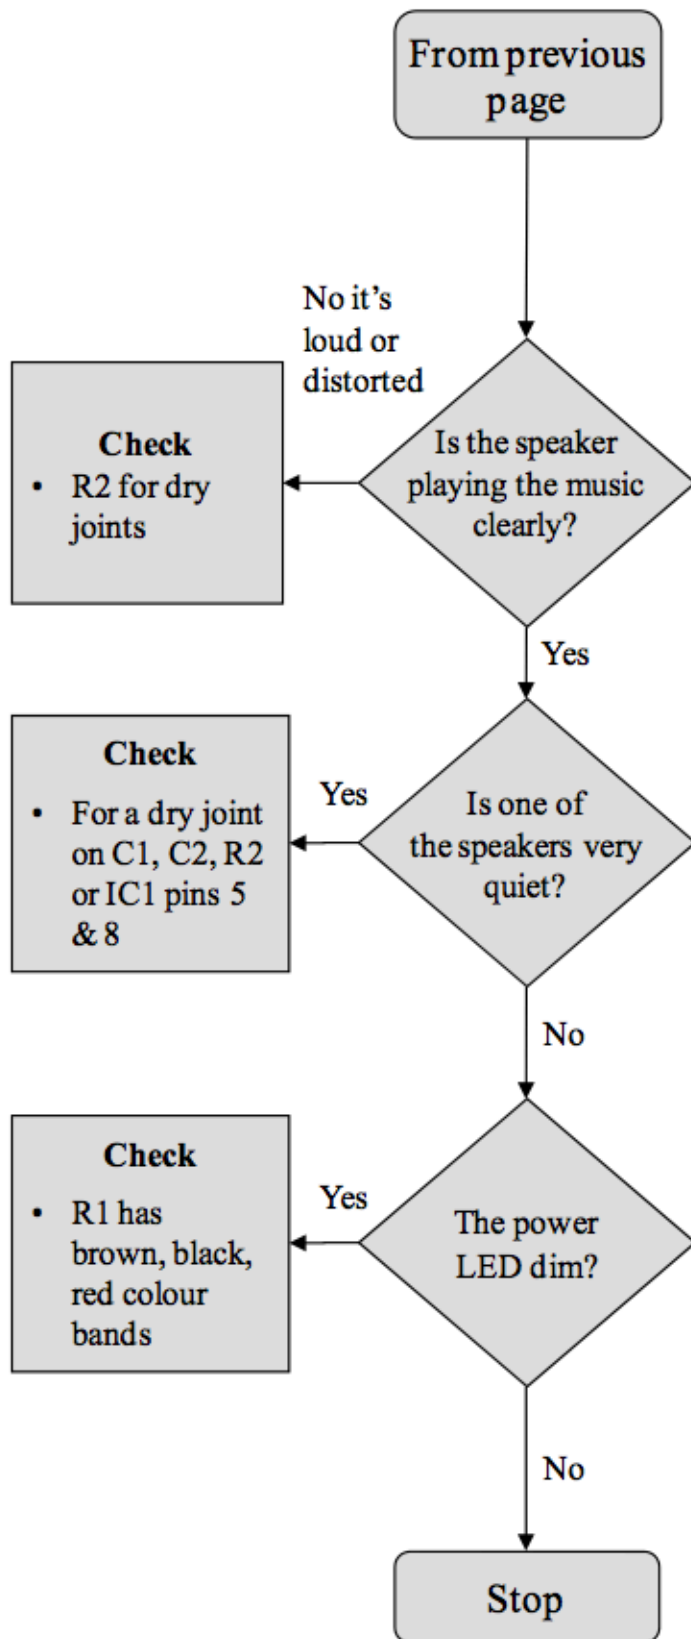 From previous
page
No it’s
loud or
distorted
Check
• R2 for dry
joints
Is the speaker
playing the music
clearly?
Yes
Check
• For a dry joint
on C1, C2, R2
or IC1 pins 5
& 8
Yes
Is one of
the speakers very
quiet?
No
Check
• R1 has
brown, black,
red colour
bands
Yes
The power
LED dim?
No
Stop